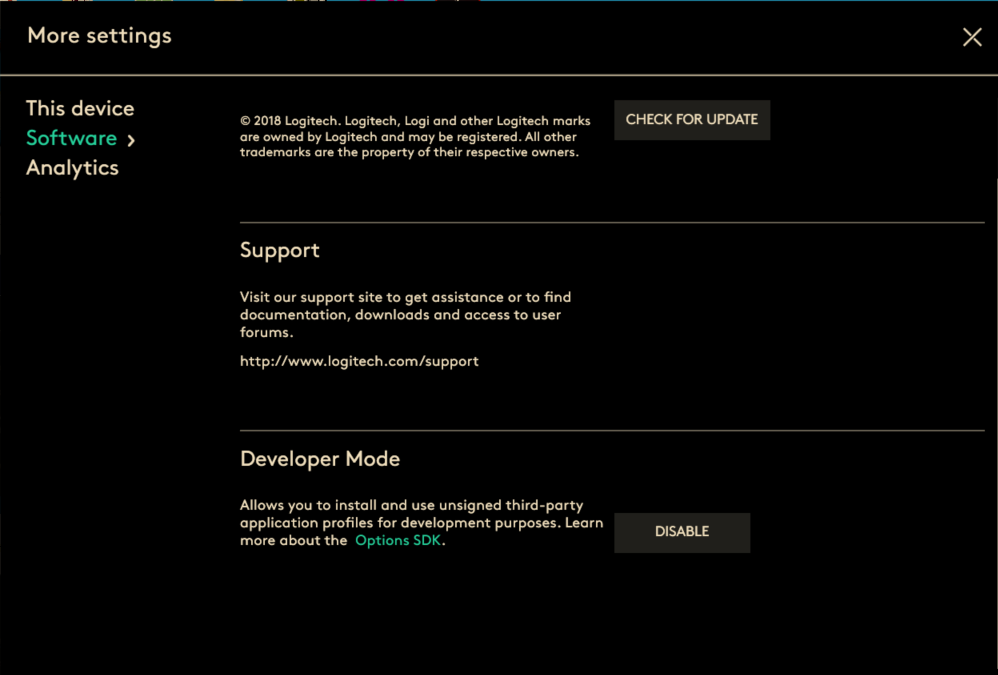 More settings
This device
Software
Analytics
© 2018 Logitech. Logitech, Logi and other Logitech marks
are owned by Logitech and may be registered. All other
trademarks are the property of their respective owners.
CHECK FOR UPDATE
Support
Visit our support site to get assistance or to find
documentation, downloads and access to user
forums.
http://www.logitech.com/support
Developer Mode
Allows you to install and use unsigned third-party
application profiles for development purposes. Learn
more about the Options SDK.
DISABLE